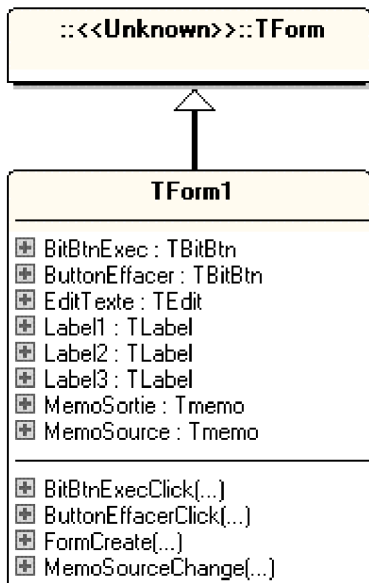 ::<<Unknown>>::TForm
TForm1
BitBtnExec : TBitBtn
ButtonEffacer : TBitBtn
EditTexte : TEdit
Label1 : TLabel
Label2 : TLabel
Label3 : TLabel
MemoSortie : Tmemo
MemoSource : Tmemo
BitBtnExecClick(...)
ButtonEffacerClick(...)
FormCreate(...)
MemoSourceChange(...)